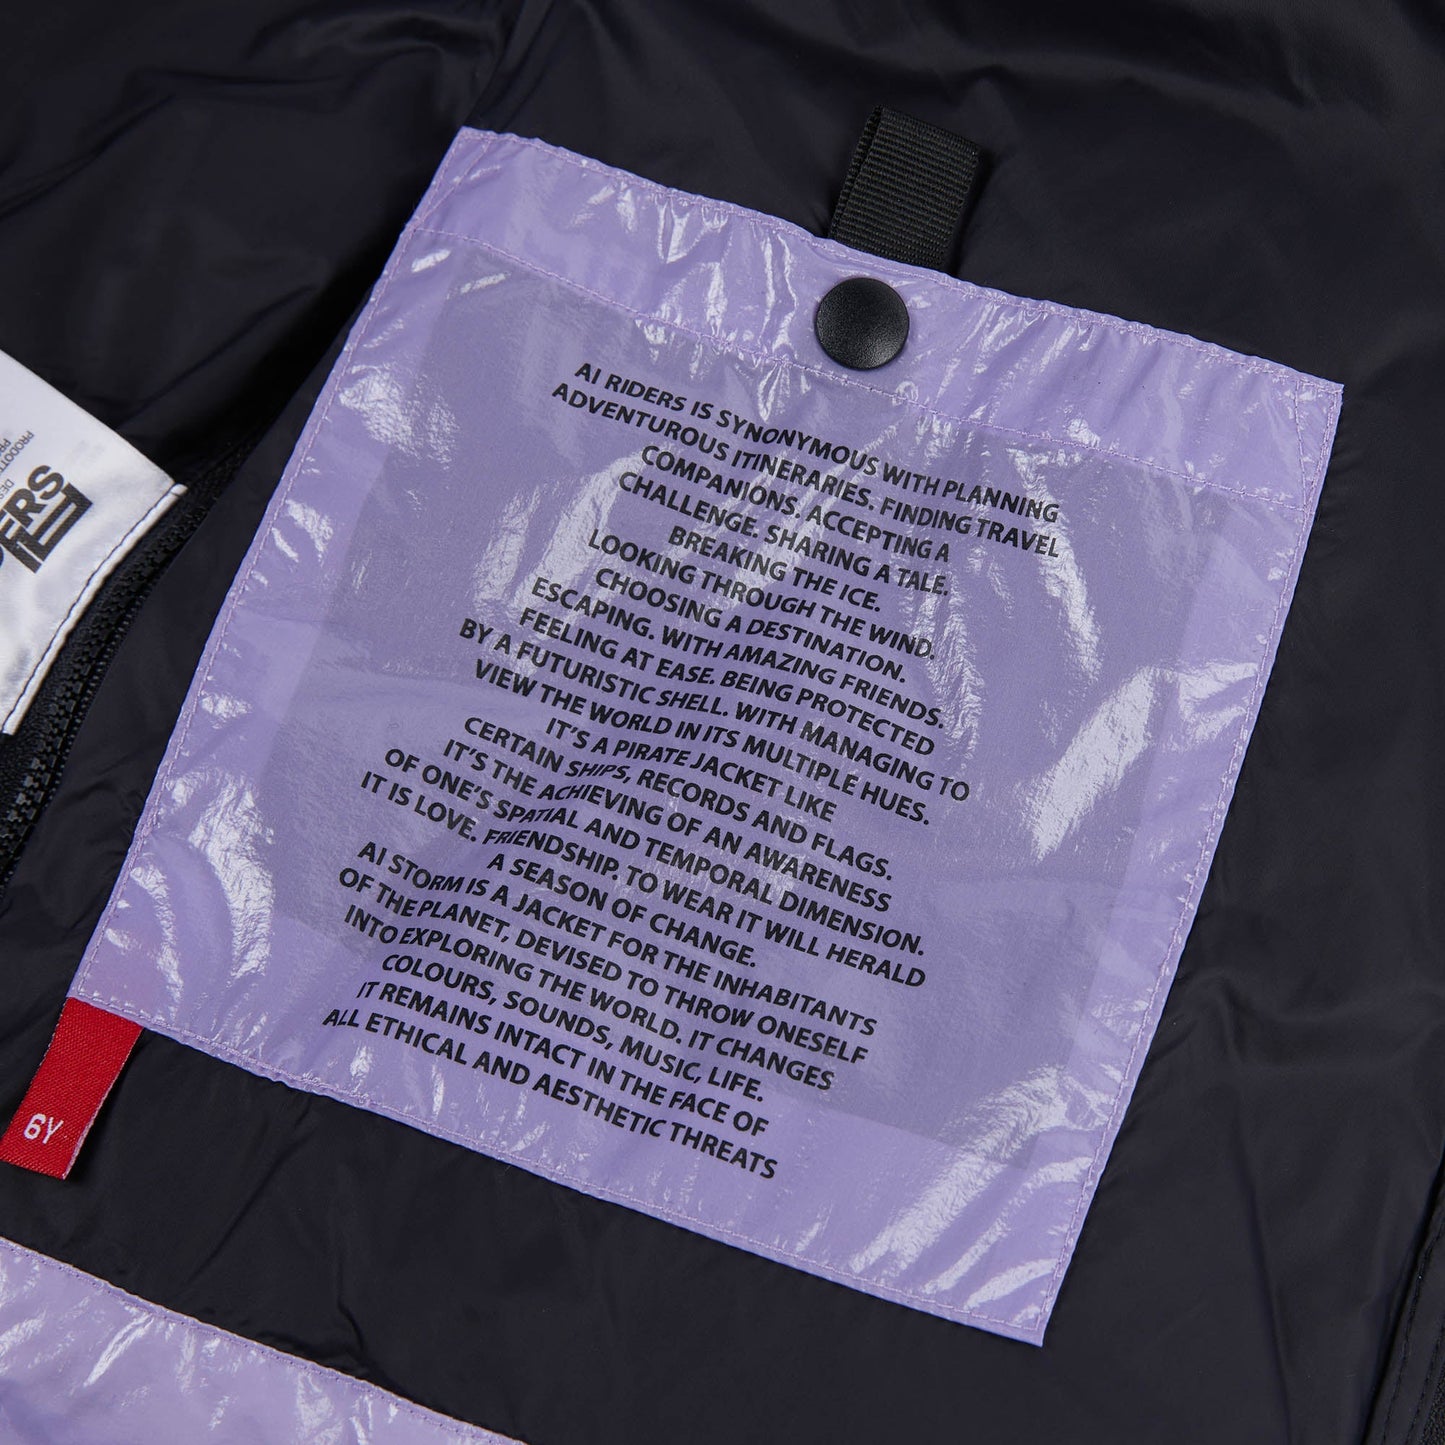 AI RIDERS IS SYNONYMOUS WITH PLANNING
ADVENTUROUS ITINERARIES. FINDING TRAVEL
COMPANIONS. ACCEPTING A
CHALLENGE. SHARING A TALE.
BREAKING THE ICE.
LOOKING THROUGH THE WIND.
CHOOSING A DESTINATION.
ESCAPING. WITH AMAZING FRIENDS.
FEELING AT EASE. BEING PROTECTED
BY A FUTURISTIC SHELL. WITH MANAGING TO
VIEW THE WORLD IN ITS MULTIPLE HUES.
IT'S A PIRATE JACKET LIKE
CERTAIN SHIPS, RECORDS AND FLAGS.
IT'S THE ACHIEVING OF AN AWARENESS
OF ONE'S SPATIAL AND TEMPORAL DIMENSION.
IT IS LOVE. FRIENDSHIP. TO WEAR IT WILL HERALD
A SEASON OF CHANGE.
AI STORM IS A JACKET FOR THE INHABITANTS
OF THE PLANET, DEVISED TO THROW ONESELF
INTO EXPLORING THE WORLD. IT CHANGES
COLOURS, SOUNDS, MUSIC, LIFE.
IT REMAINS INTACT IN THE FACE OF
ALL ETHICAL AND AESTHETIC THREATS
6Y